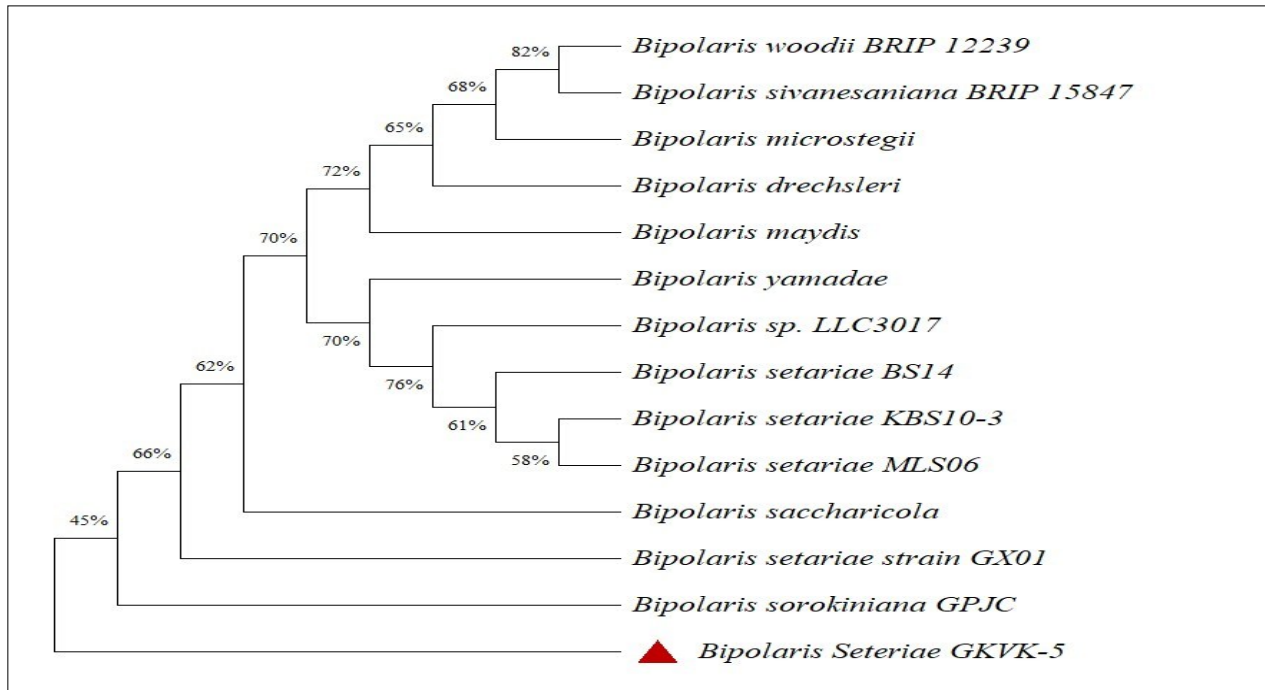 82%
Bipolaris woodii BRIP 12239
Bipolaris sivanesaniana BRIP 15847
68%
Bipolaris microstegii
65%
Bipolaris drechsleri
72%
Bipolaris maydis
70%
Bipolaris yamadae
Bipolaris sp. LLC3017
70%
Bipolaris setariae BS14
76%
Bipolaris setariae KBS10-3
61%
Bipolaris setariae MLS06
58%
62%
Bipolaris saccharicola
66%
Bipolaris setariae strain GX01
45%
Bipolaris sorokiniana GPJC
Bipolaris Seteriae GKVK-5